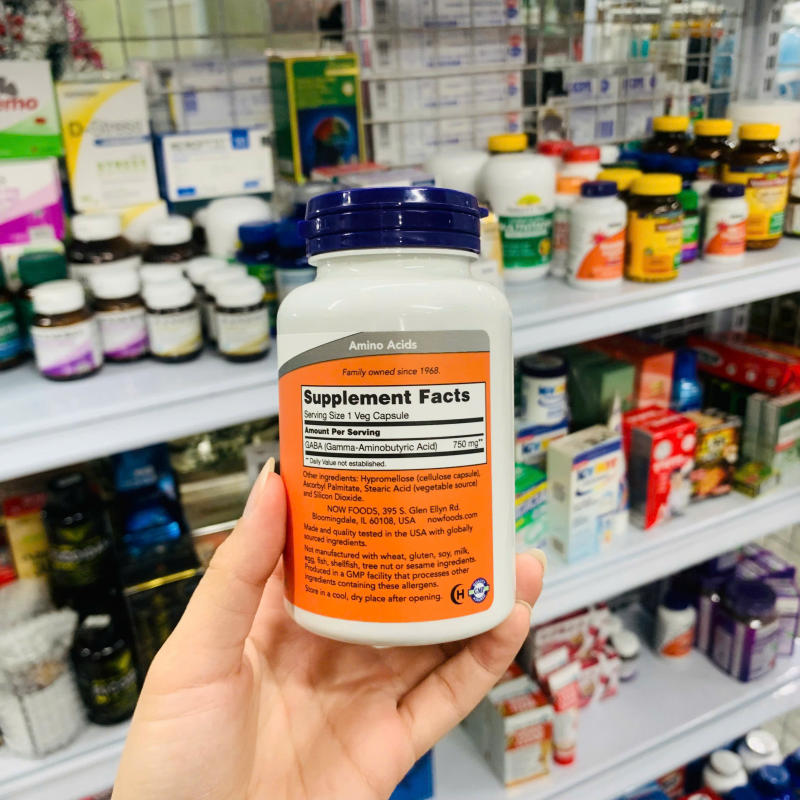 Amino Acids
Family owned since 1968.
Supplement Facts
Serving Size 1 Veg Capsule
Amount Per Serving
GABA (Gamma-Aminobutyric Acid) 750 mg**
** Daily Value not established.
Other ingredients: Hypromellose (cellulose capsule),
Ascorbyl Palmitate, Stearic Acid (vegetable source)
and Silicon Dioxide.
NOW FOODS, 395 S. Glen Ellyn Rd.
Bloomingdale, IL 60108, USA nowfoods.com
Made and quality tested in the USA with globally
sourced ingredients.
Not manufactured with wheat, gluten, soy, milk,
egg, fish, shellfish, tree nut or sesame ingredients.
Produced in a GMP facility that processes other
ingredients containing these allergens.
Store in a cool, dry place after opening.
GMP